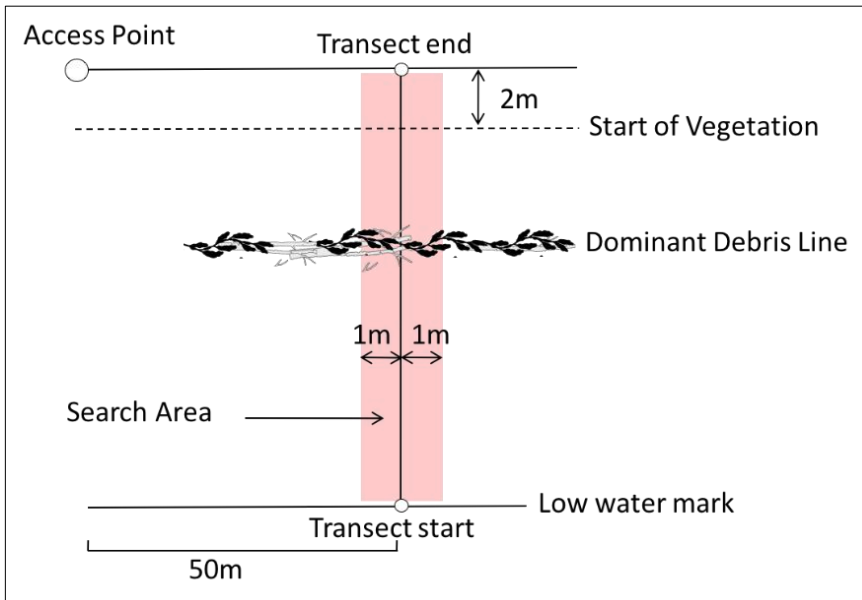 Access Point
Transect end
2m
Start of Vegetation
Dominant Debris Line
1m 1m
Search Area
Low water mark
Transect start
50m